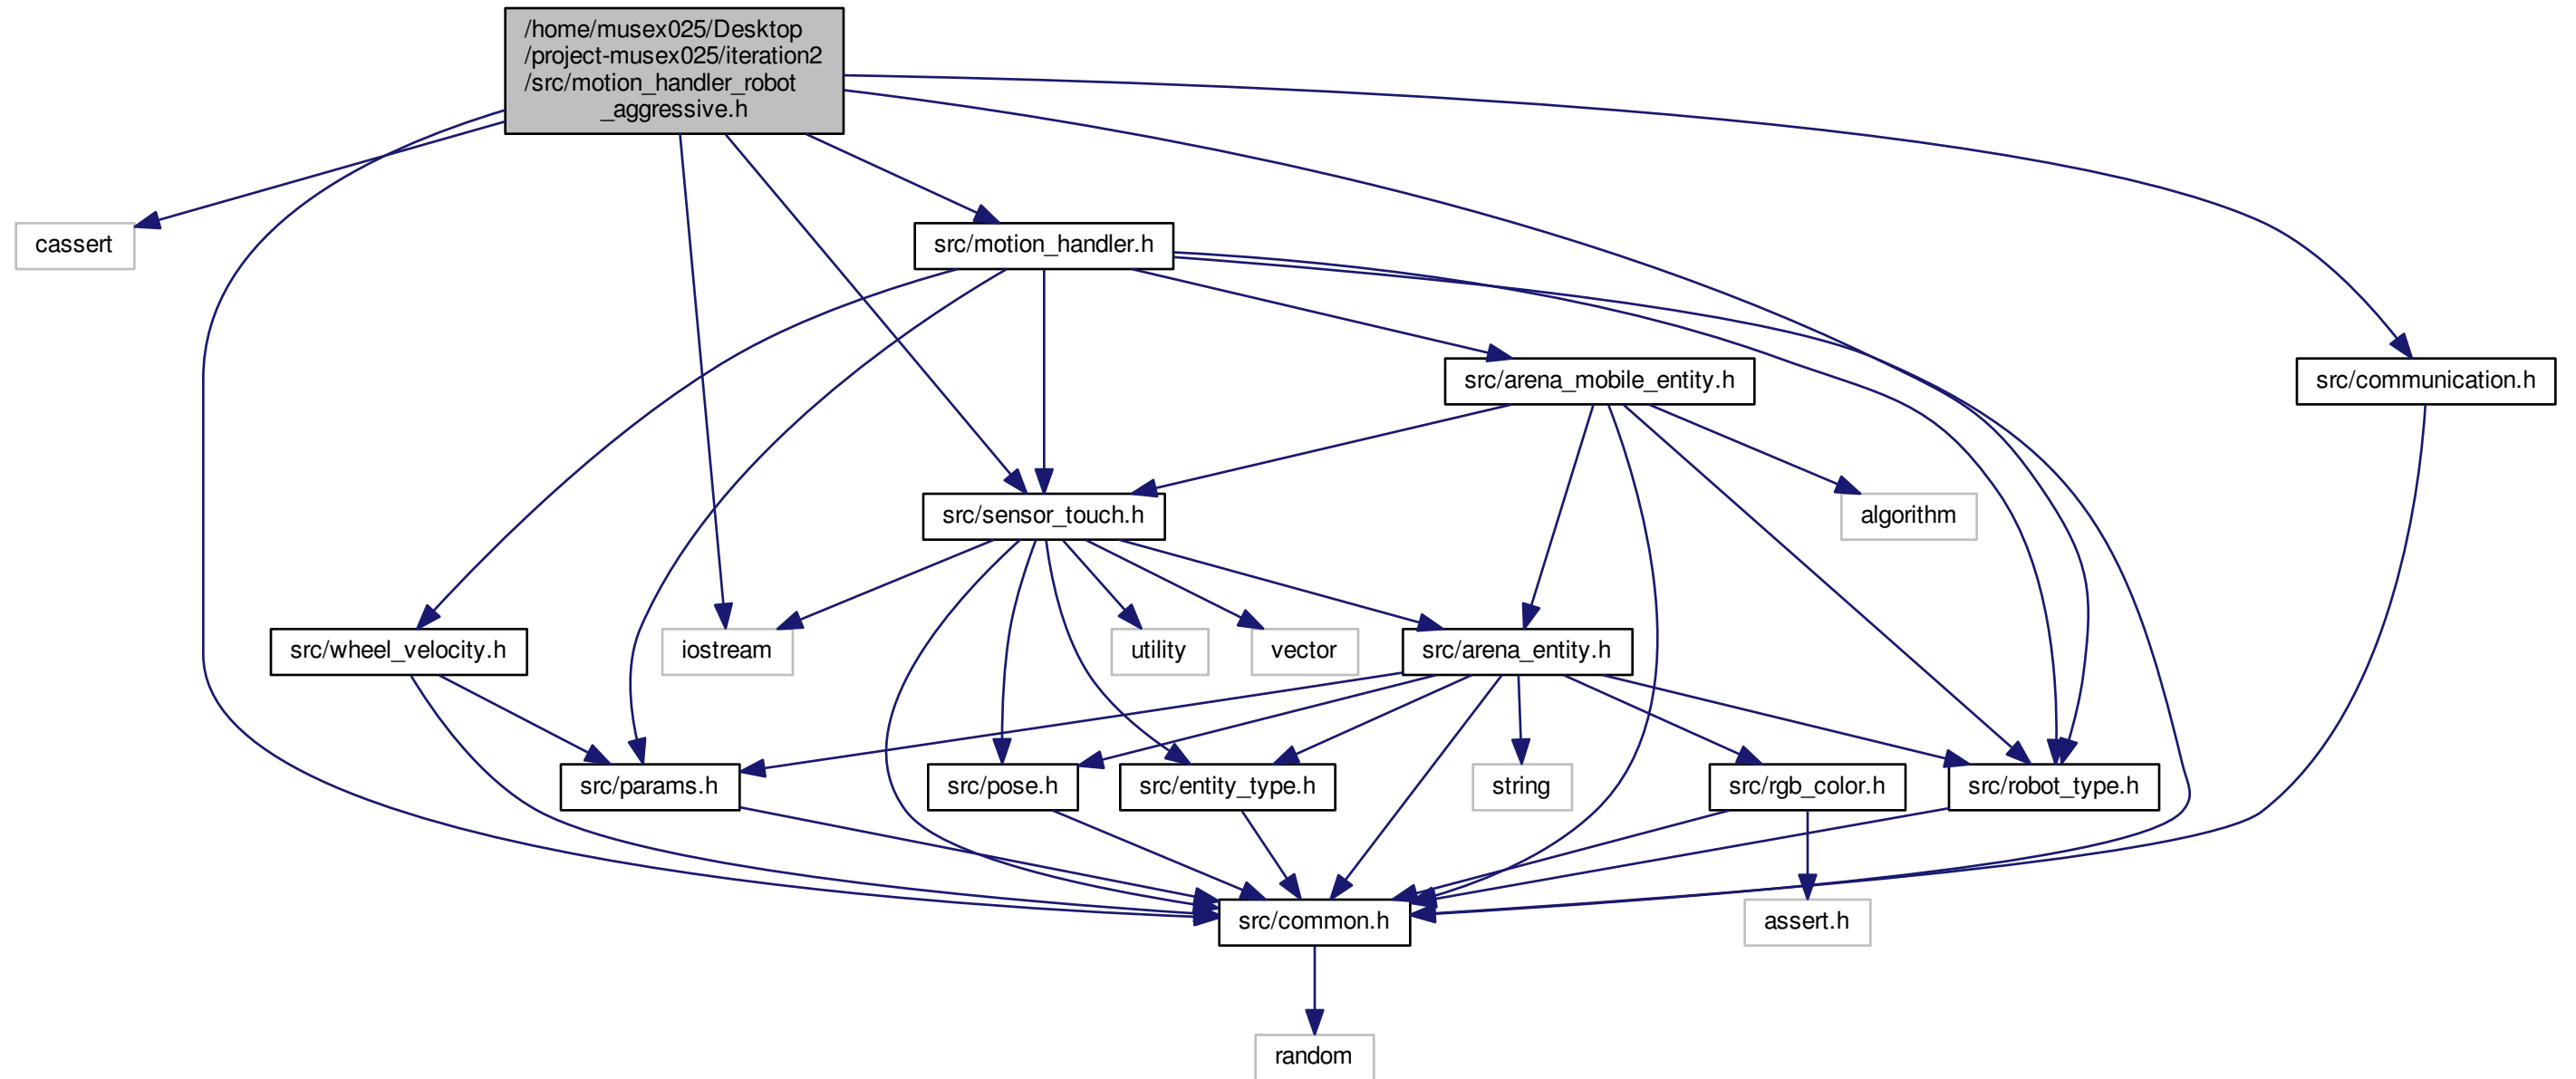 /home/musex025/Desktop
/project-musex025/iteration2
/src/motion_handler_robot
_aggressive.h
cassert
src/motion_handler.h
src/arena_mobile_entity.h
src/communication.h
src/sensor_touch.h
algorithm
src/wheel_velocity.h
iostream
utility
vector
src/arena_entity.h
src/params.h
src/pose.h
src/entity_type.h
string
src/rgb_color.h
src/robot_type.h
src/common.h
assert.h
random